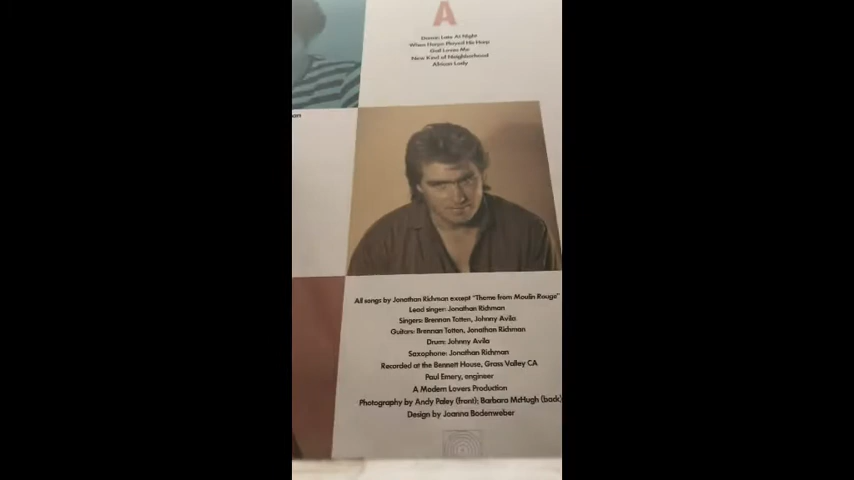 A
Dance Late At Night
When Harpo Played His Harp
Gail Loves Me
New Kind of Neighborhood
African Lady
on
All songs by Jonathan Richman except "Theme from Moulin Rouge"
Lead singer: Jonathan Richman
Singers: Brennan Totten, Johnny Avila
Guitars: Brennan Totten, Jonathan Richman
Drum: Johnny Avila
Saxophone: Jonathan Richman
Recorded at the Bennett House, Grass Valley CA
Paul Emery, engineer
A Modern Lovers Production
Photography by Andy Paley (front); Barbara McHugh (back)
Design by Joanna Bodenweber